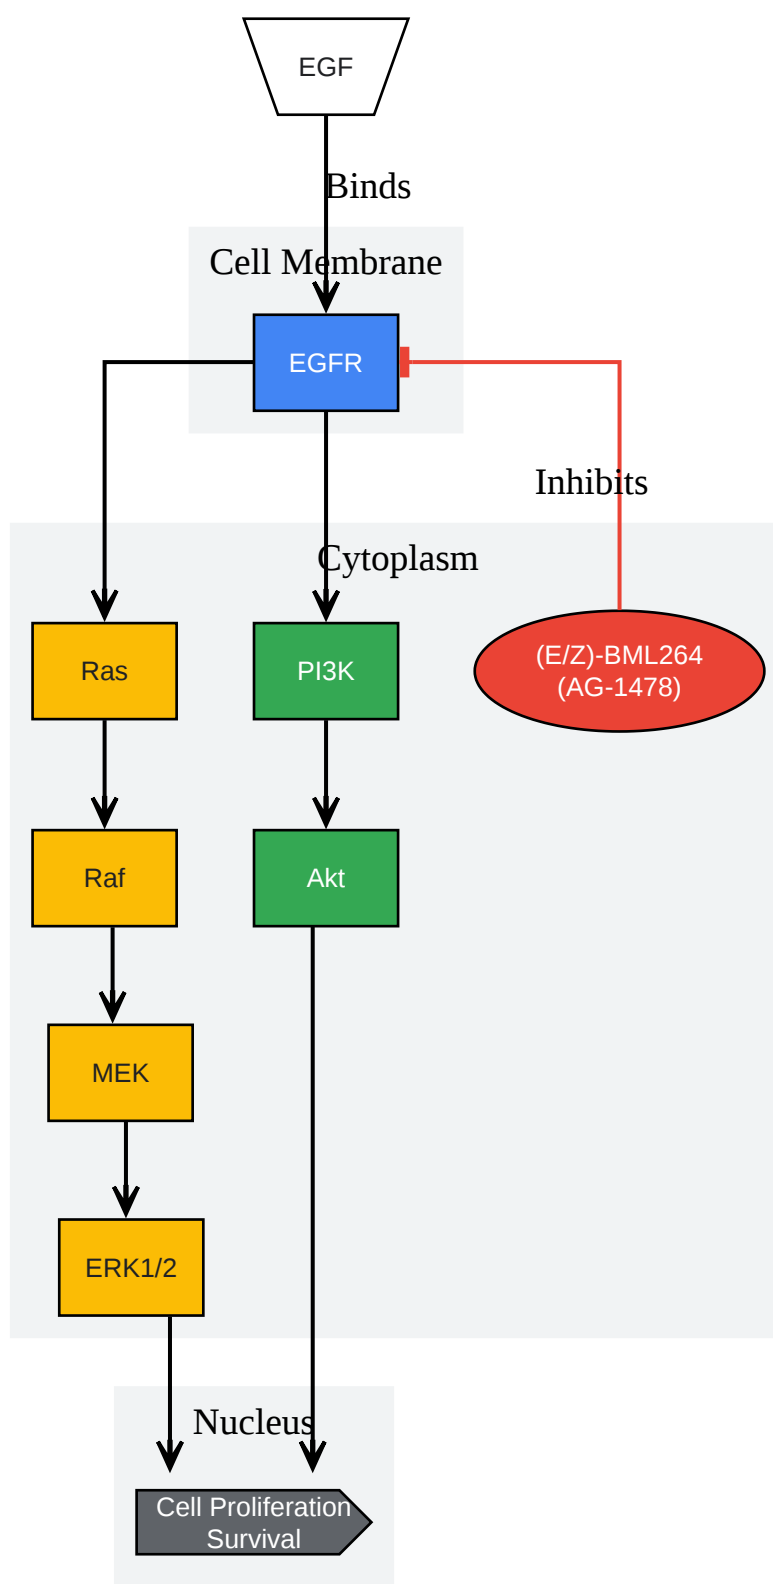 EGF
Binds
Cell Membrane
EGFR
Inhibits
Cytoplasm
Ras
PI3K
(E/Z)-BML264
(AG-1478)
Raf
Akt
MEK
ERK1/2
Nucleus
Cell Proliferation
Survival